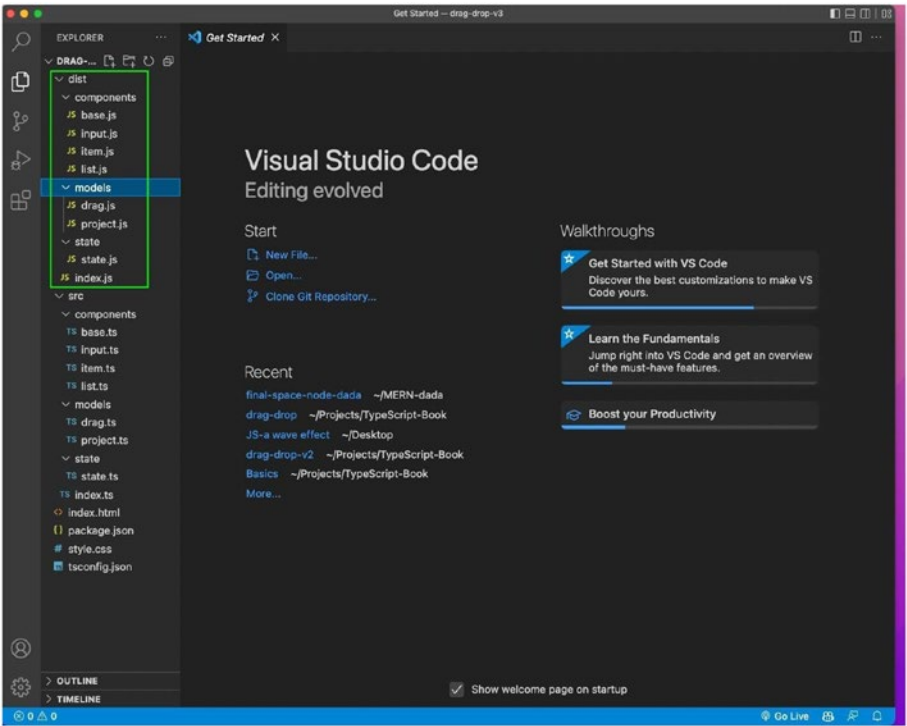 Get Started — drag-drop-v3
EXPLORER
Get Started
DRAG-...
dist
components
JS base.js
JS input.js
JS item.js
JS list.js
models
JS drag.js
JS project.js
state
JS state.js
JS index.js
src
components
TS base.ts
TS input.ts
TS item.ts
TS list.ts
models
TS drag.ts
TS project.ts
state
TS state.ts
TS index.ts
<> index.html
{} package.json
# style.css
tsconfig.json
OUTLINE
TIMELINE
Visual Studio Code
Editing evolved
Start
New File...
Open...
Clone Git Repository...
Recent
final-space-node-dada ~/MERN-dada
drag-drop ~/Projects/TypeScript-Book
JS-a wave effect ~/Desktop
drag-drop-v2 ~/Projects/TypeScript-Book
Basics ~/Projects/TypeScript-Book
More...
Walkthroughs
Get Started with VS Code
Discover the best customizations to make VS
Code yours.
Learn the Fundamentals
Jump right into VS Code and get an overview
of the must-have features.
Boost your Productivity
Show welcome page on startup
0 0
Go Live